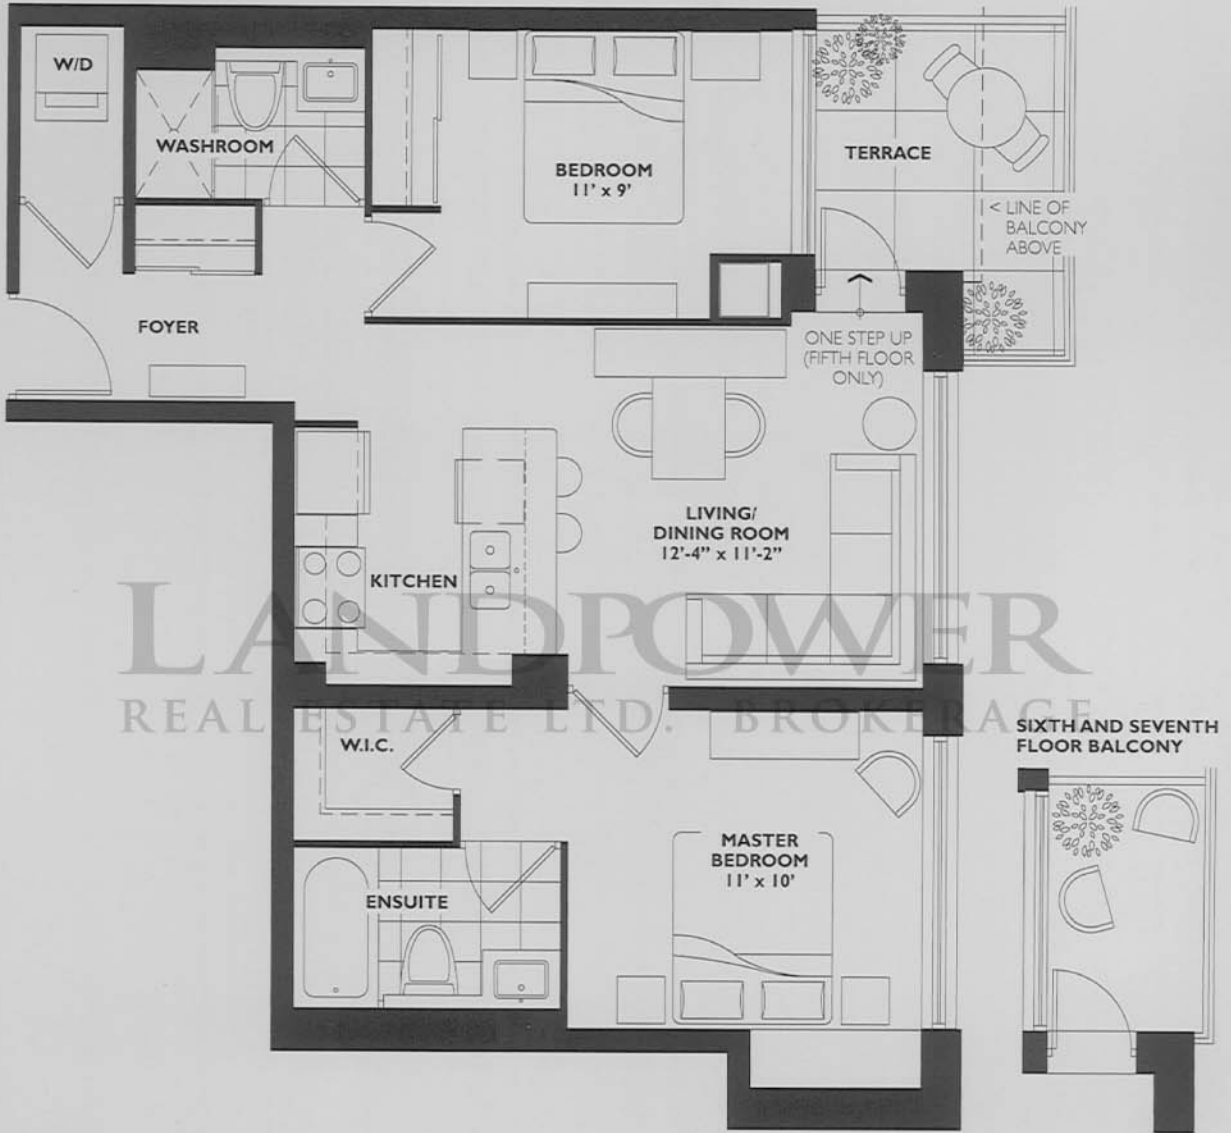 W/D
WASHROOM
BEDROOM
11' x 9'
TERRACE
< LINE OF
BALCONY
ABOVE
FOYER
ONE STEP UP
(FIFTH FLOOR
ONLY)
LIVING/
DINING ROOM
12'-4" x 11'-2"
KITCHEN
LANDPOWER
REAL ESTATE LTD. BROKERAGE
W.I.C.
SIXTH AND SEVENTH
FLOOR BALCONY
MASTER
BEDROOM
11' x 10'
ENSUITE